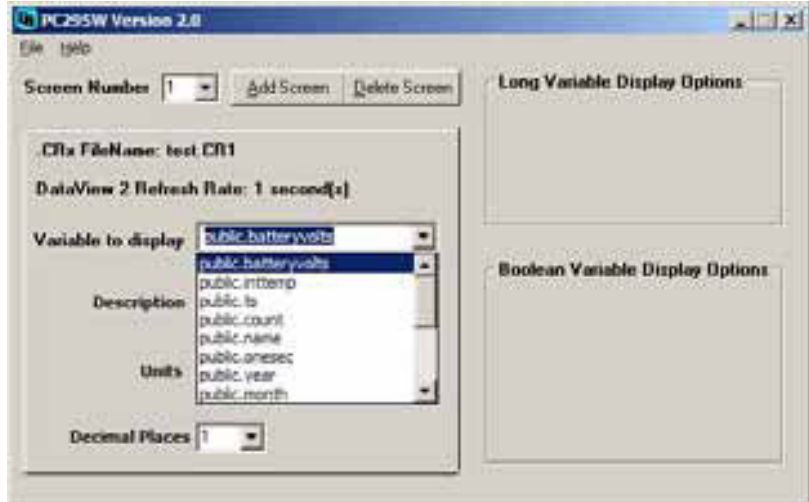 PC295W Version 2.0
File Help
Screen Number 1 Add Screen Delete Screen
.CRx FileName: test.CR1
DataView 2 Refresh Rate: 1 second(s)
Variable to display public.batteryvolts
public.batteryvolts
public.inttemp
public.ts
public.count
public.name
public.onesec
public.year
public.month
Description
Units
Decimal Places 1
Long Variable Display Options
Boolean Variable Display Options